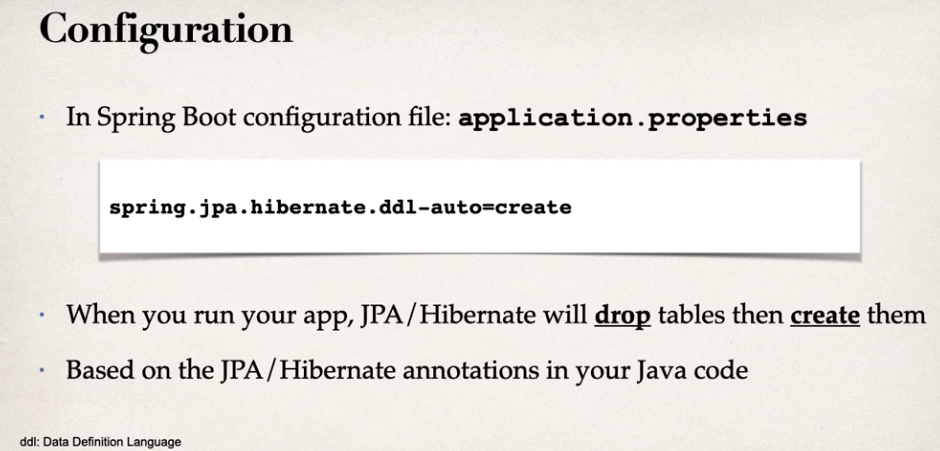 Configuration
• In Spring Boot configuration file: application.properties
spring.jpa.hibernate.ddl-auto=create
• When you run your app, JPA/Hibernate will drop tables then create them
• Based on the JPA/Hibernate annotations in your Java code
ddl: Data Definition Language